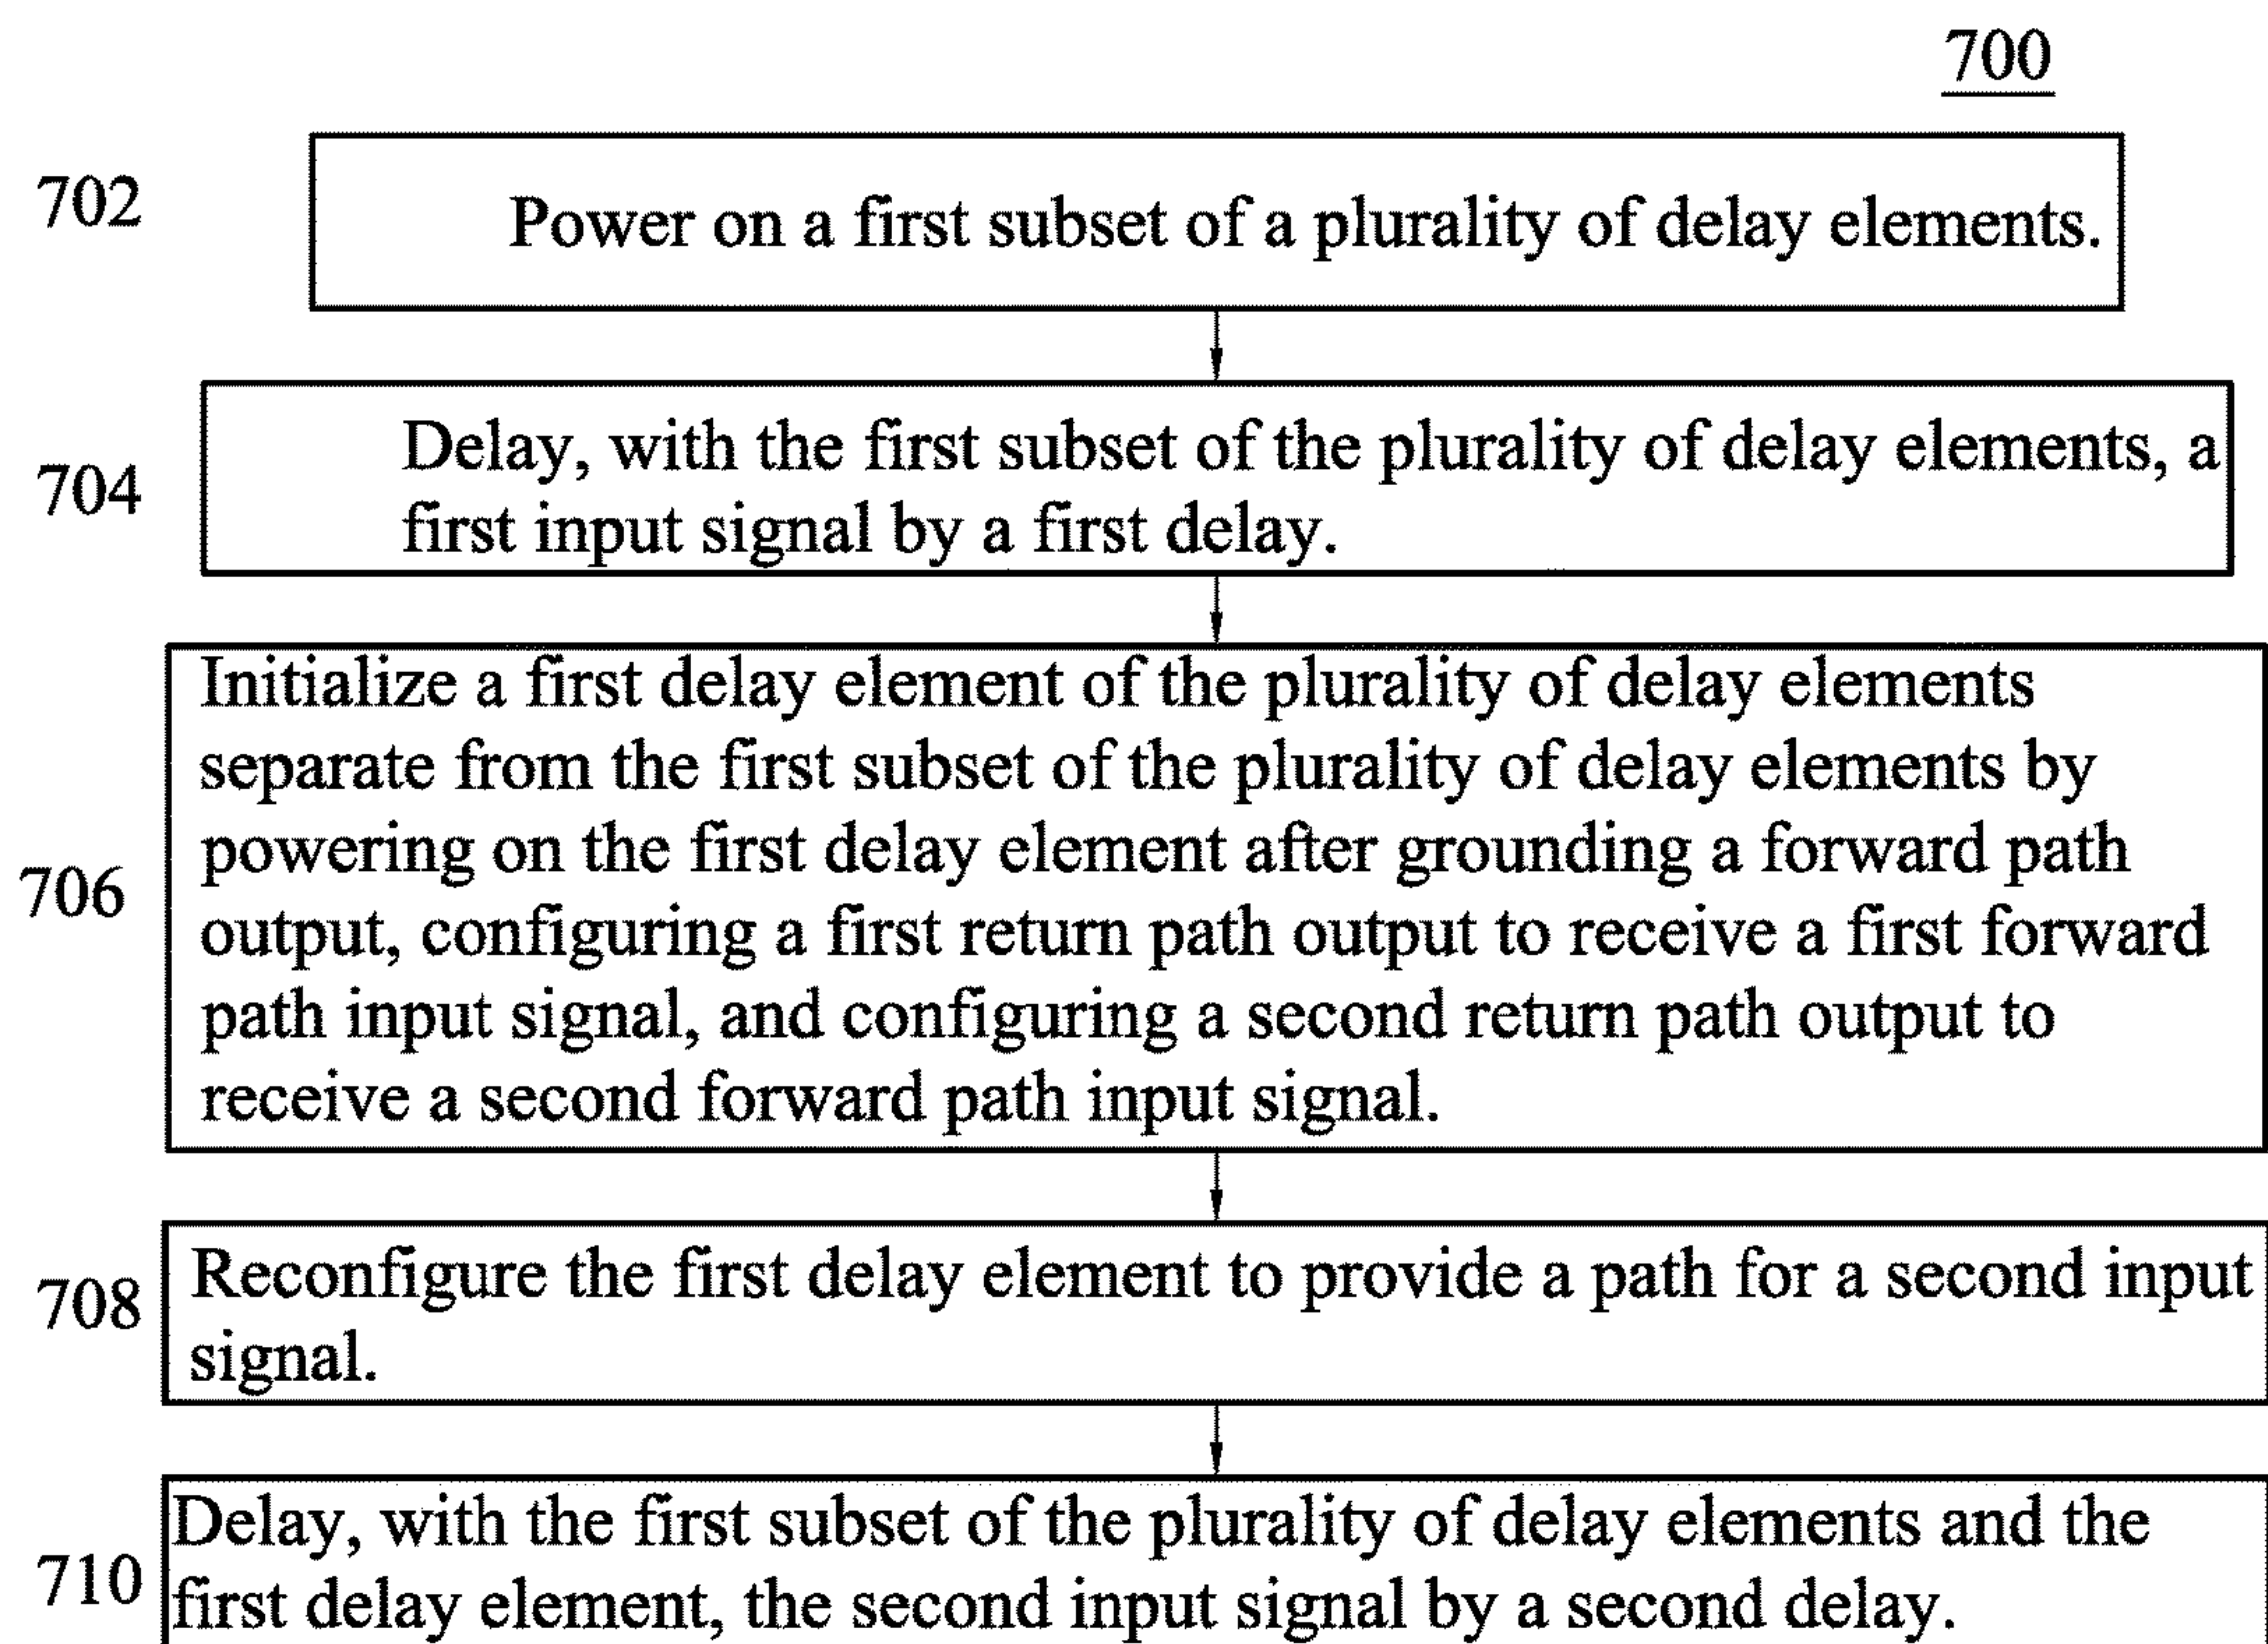 700
702
Power on a first subset of a plurality of delay elements.
704
Delay, with the first subset of the plurality of delay elements, a
first input signal by a first delay.
706
Initialize a first delay element of the plurality of delay elements
separate from the first subset of the plurality of delay elements by
powering on the first delay element after grounding a forward path
output, configuring a first return path output to receive a first forward
path input signal, and configuring a second return path output to
receive a second forward path input signal.
708
Reconfigure the first delay element to provide a path for a second input
signal.
710
Delay, with the first subset of the plurality of delay elements and the
first delay element, the second input signal by a second delay.